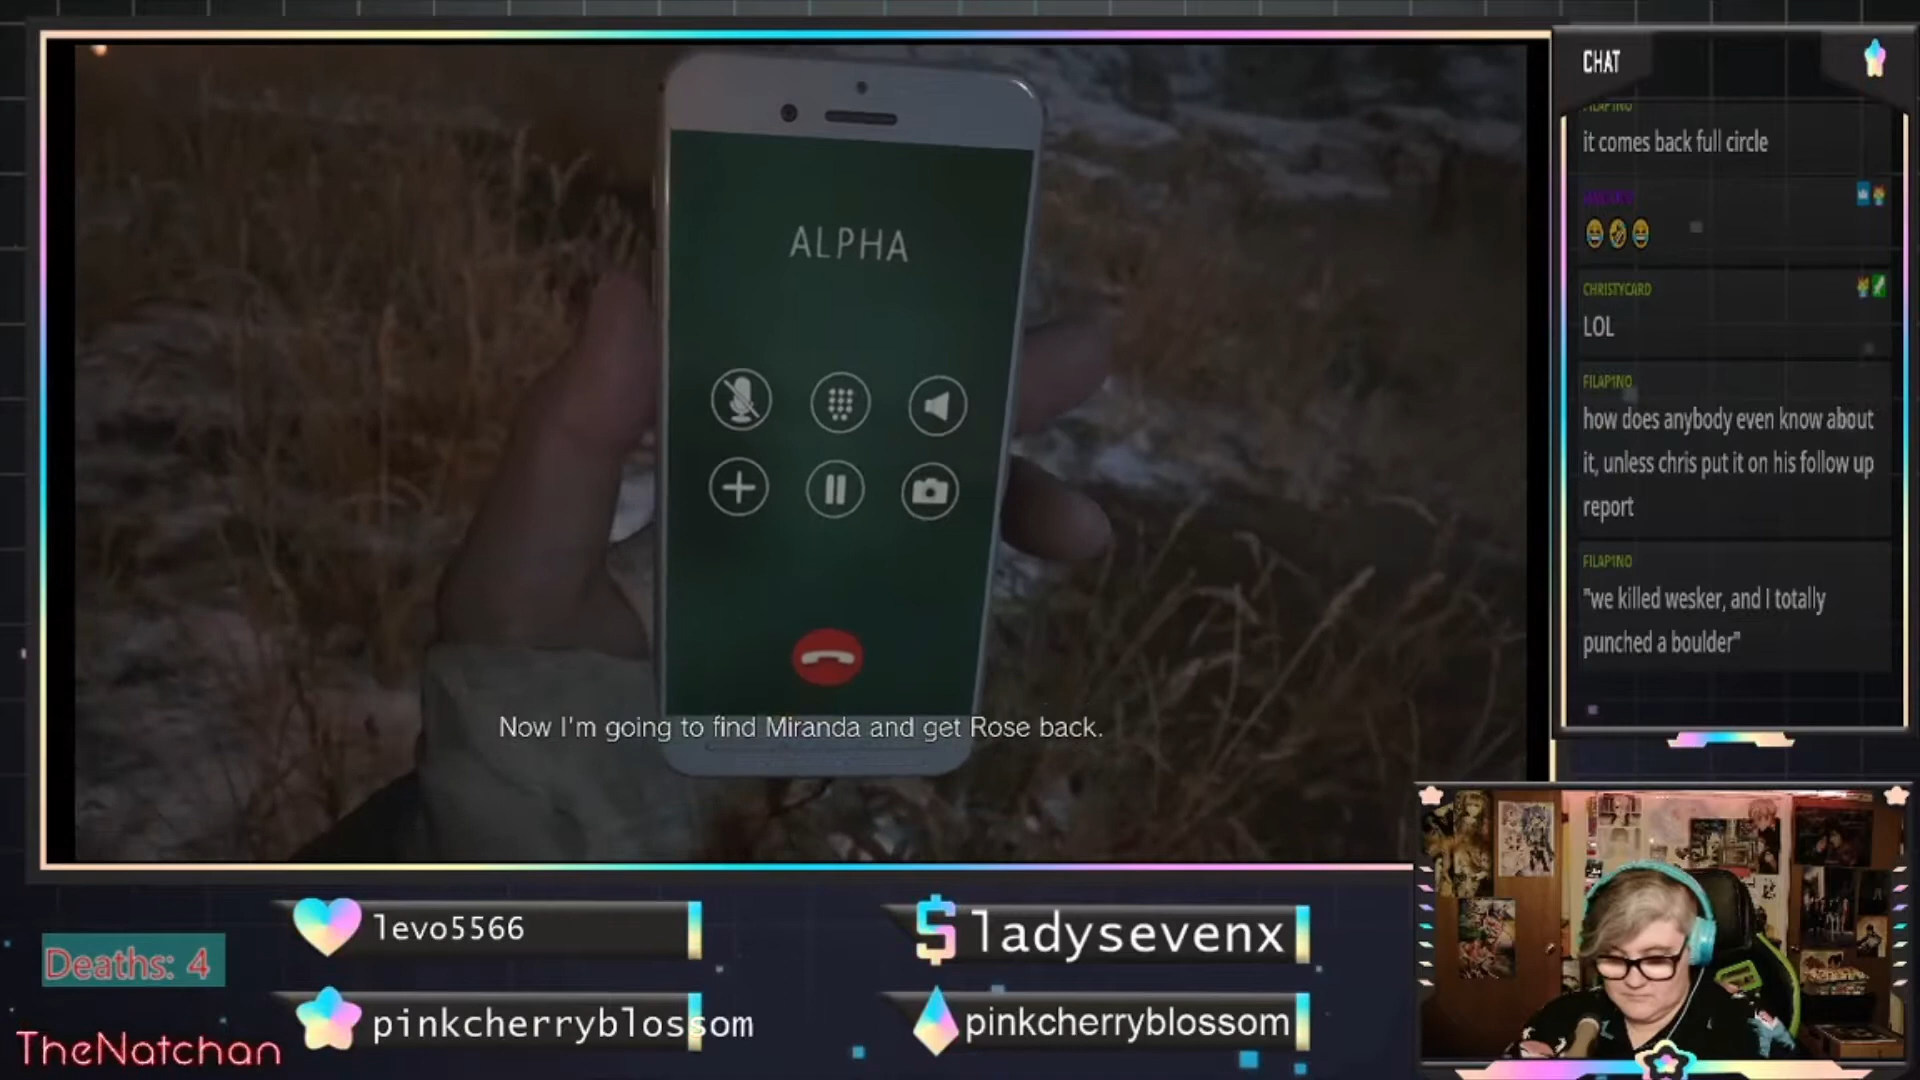 CHAT
it comes back full circle
CHRISTYCARD
LOL
FILAP1NO
how does anybody even know about
it, unless chris put it on his follow up
report
FILAP1NO
"we killed wesker, and I totally
punched a boulder"
ALPHA
Now I'm going to find Miranda and get Rose back.
Deaths: 4
levo5566
ladysevenx
TheNatchan
pinkcherryblossom
pinkcherryblossom